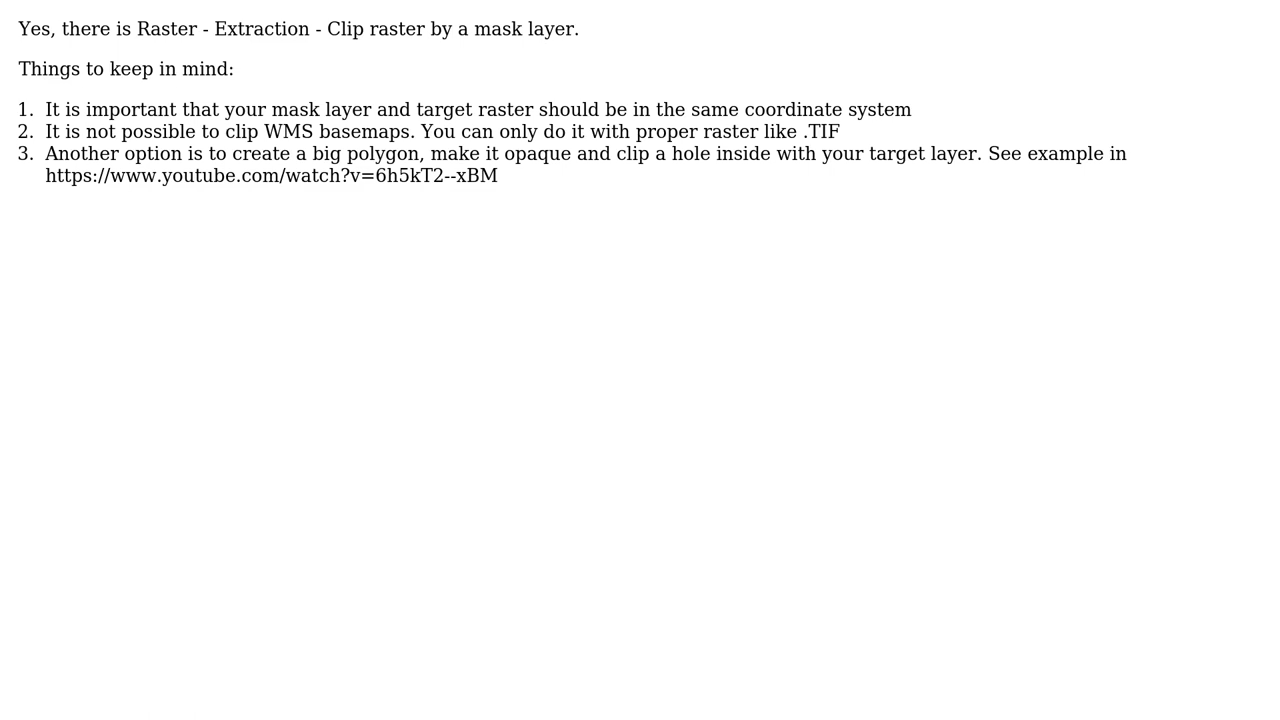 Yes, there is Raster - Extraction - Clip raster by a mask layer.
Things to keep in mind:
1. It is important that your mask layer and target raster should be in the same coordinate system
2. It is not possible to clip WMS basemaps. You can only do it with proper raster like .TIF
3. Another option is to create a big polygon, make it opaque and clip a hole inside with your target layer. See example in
https://www.youtube.com/watch?v=6h5kT2--xBM